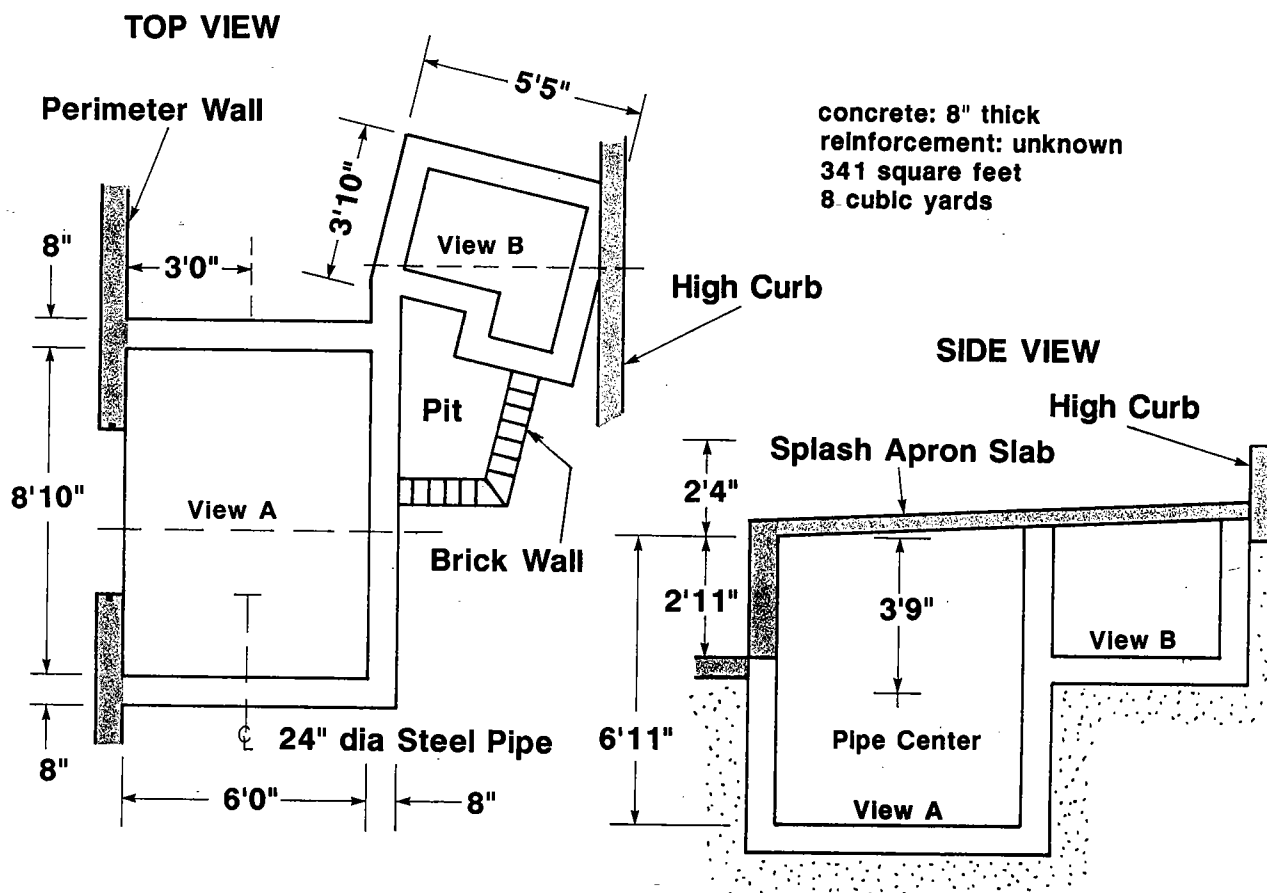 TOP VIEW
5'5"
Perimeter Wall
concrete: 8" thick
reinforcement: unknown
341 square feet
8 cubic yards
3'10"
8"
3'0"
View B
High Curb
SIDE VIEW
High Curb
Pit
Splash Apron Slab
2'4"
8'10"
View A
Brick Wall
2'11"
3'9"
View B
℄ 24" dia Steel Pipe
6'11"
Pipe Center
8"
6'0"
8"
View A